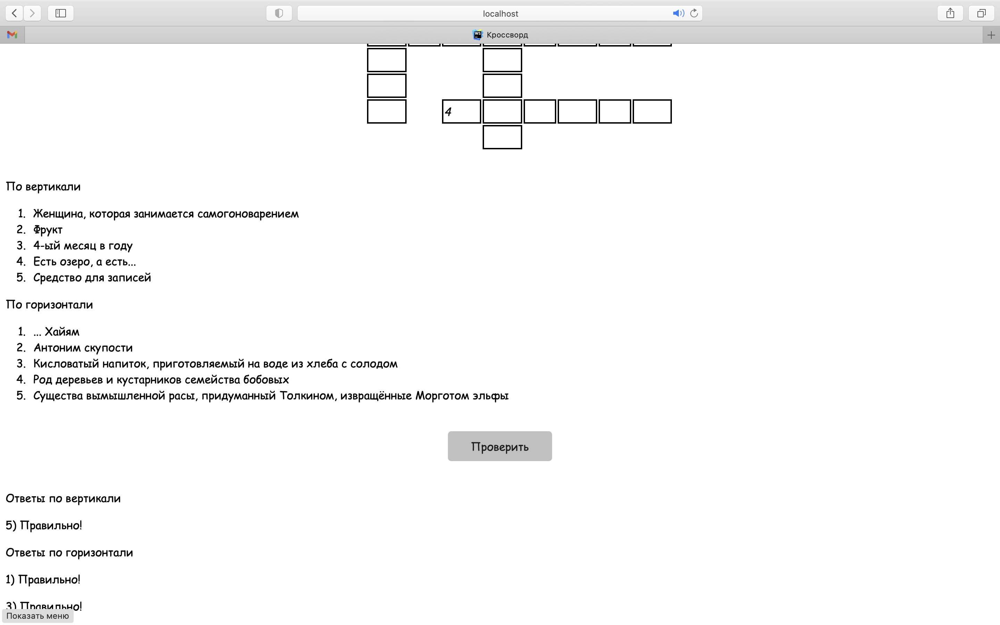 localhost
WS Кроссворд
4
По вертикали
1. Женщина, которая занимается самогоноварением
2. Фрукт
3. 4-ый месяц в году
4. Есть озеро, а есть...
5. Средство для записей
По горизонтали
1. ... Хайям
2. Антоним скупости
3. Кисловатый напиток, приготовляемый на воде из хлеба с солодом
4. Род деревьев и кустарников семейства бобовых
5. Существа вымышленной расы, придуманный Толкином, извращённые Морготом эльфы
Проверить
Ответы по вертикали
5) Правильно!
Ответы по горизонтали
1) Правильно!
3) Правильно!
Показать меню